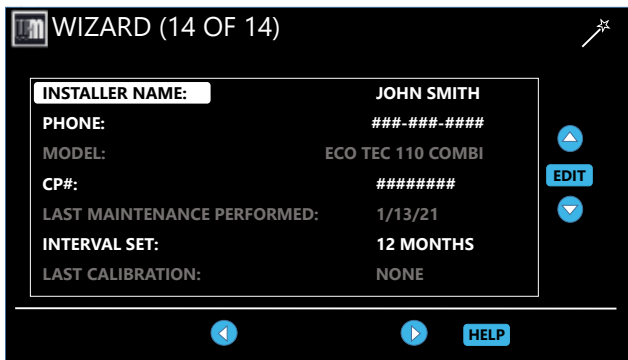 WIZARD (14 OF 14)
INSTALLER NAME: JOHN SMITH
PHONE: ###-###-####
MODEL: ECO TEC 110 COMBI
CP#: ########
LAST MAINTENANCE PERFORMED: 1/13/21
EDIT
INTERVAL SET: 12 MONTHS
LAST CALIBRATION: NONE
HELP